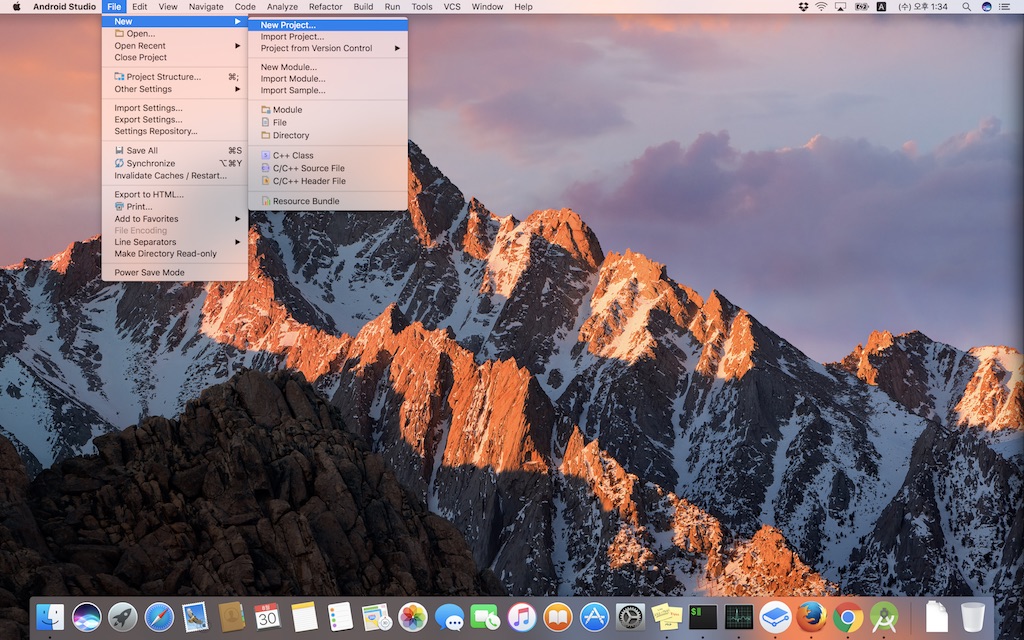 Android Studio File Edit View Navigate Code Analyze Refactor Build Run Tools VCS Window Help A (수) 오후 1:34
New
Open...
Open Recent
Close Project
Project Structure... ⌘;
Other Settings
Import Settings...
Export Settings...
Settings Repository...
Save All ⌘S
Synchronize ⌥⌘Y
Invalidate Caches / Restart...
Export to HTML...
Print...
Add to Favorites
File Encoding
Line Separators
Make Directory Read-only
Power Save Mode
New Project...
Import Project...
Project from Version Control
New Module...
Import Module...
Import Sample...
Module
File
Directory
C++ Class
C/C++ Source File
C/C++ Header File
Resource Bundle
30